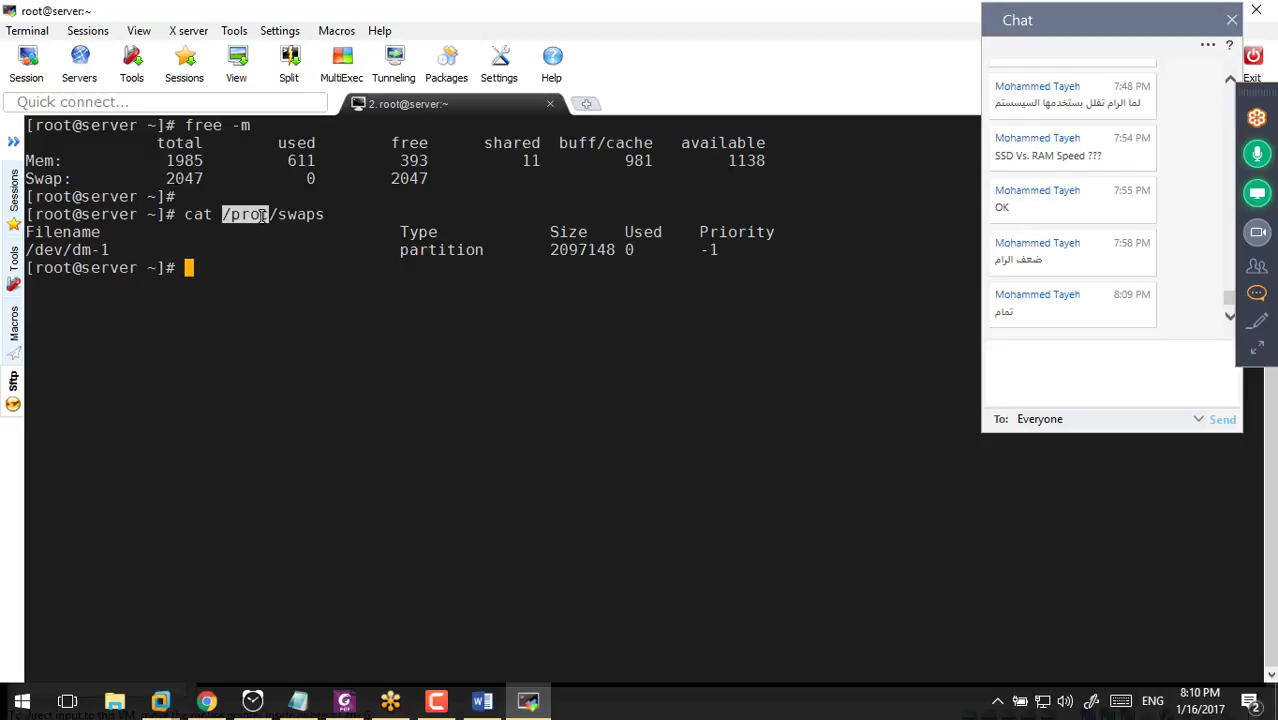 root@server:~
Terminal Sessions View X server Tools Settings Macros Help
Session Servers Tools Sessions View Split MultiExec Tunneling Packages Settings Help
Exit
Quick connect...
2. root@server:~
Sessions
Tools
Macros
Sftp
[root@server ~]# free -m
total used free shared buff/cache available
Mem: 1985 611 393 11 981 1138
Swap: 2047 0 2047
[root@server ~]#
[root@server ~]# cat /proc/swaps
Filename Type Size Used Priority
/dev/dm-1 partition 2097148 0 -1
[root@server ~]#
Chat
?
Mohammed Tayeh 7:48 PM
لما الرام تقلل بستخدمها السيستم
Mohammed Tayeh 7:54 PM
SSD Vs. RAM Speed ???
Mohammed Tayeh 7:55 PM
OK
Mohammed Tayeh 7:58 PM
ضعف الرام
Mohammed Tayeh 8:09 PM
تمام
To: Everyone Send
ENG
8:10 PM
1/16/2017
2